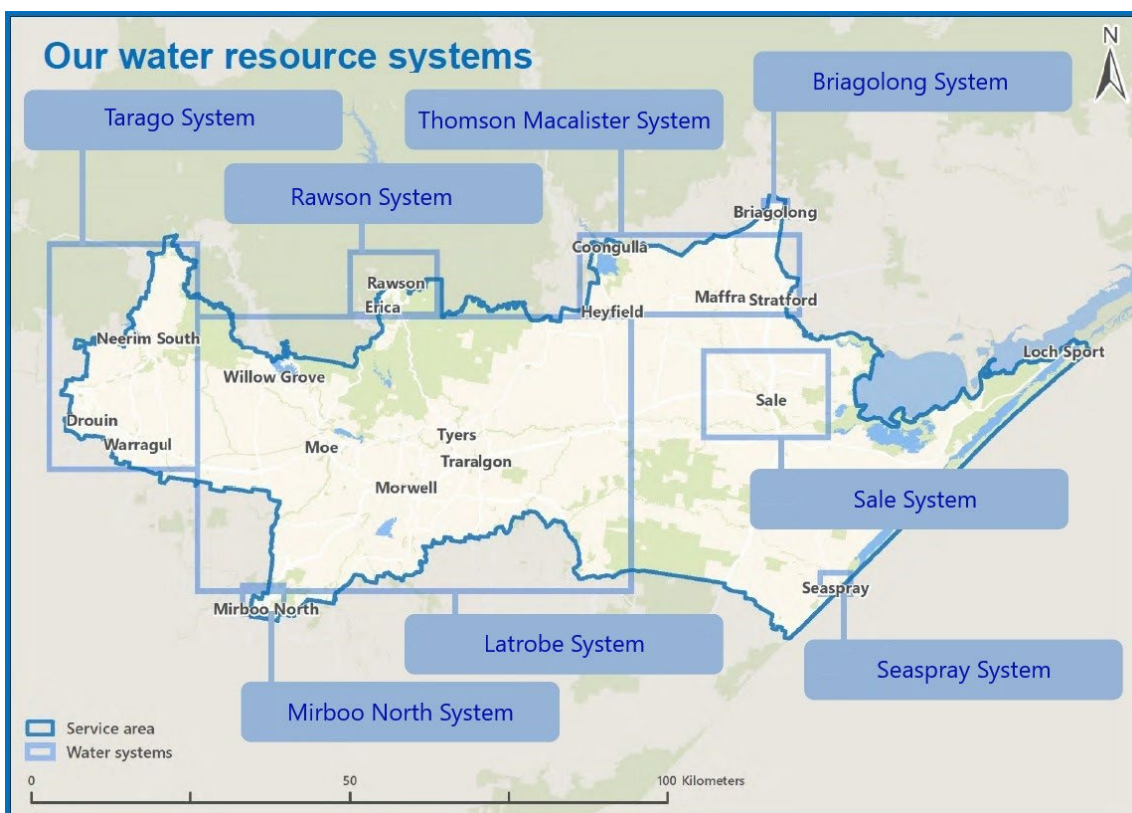 Our water resource systems
N
Briagolong System
Tarago System
Thomson Macalister System
Rawson System
Briagolong
Coongulla
Rawson
Erica
Heyfield
Maffra
Stratford
Neerim South
Loch Sport
Willow Grove
Sale
Drouin
Warragul
Moe
Tyers
Traralgon
Morwell
Sale System
Seaspray
Mirboo North
Latrobe System
Seaspray System
Mirboo North System
Service area
Water systems
0 50 100 Kilometers